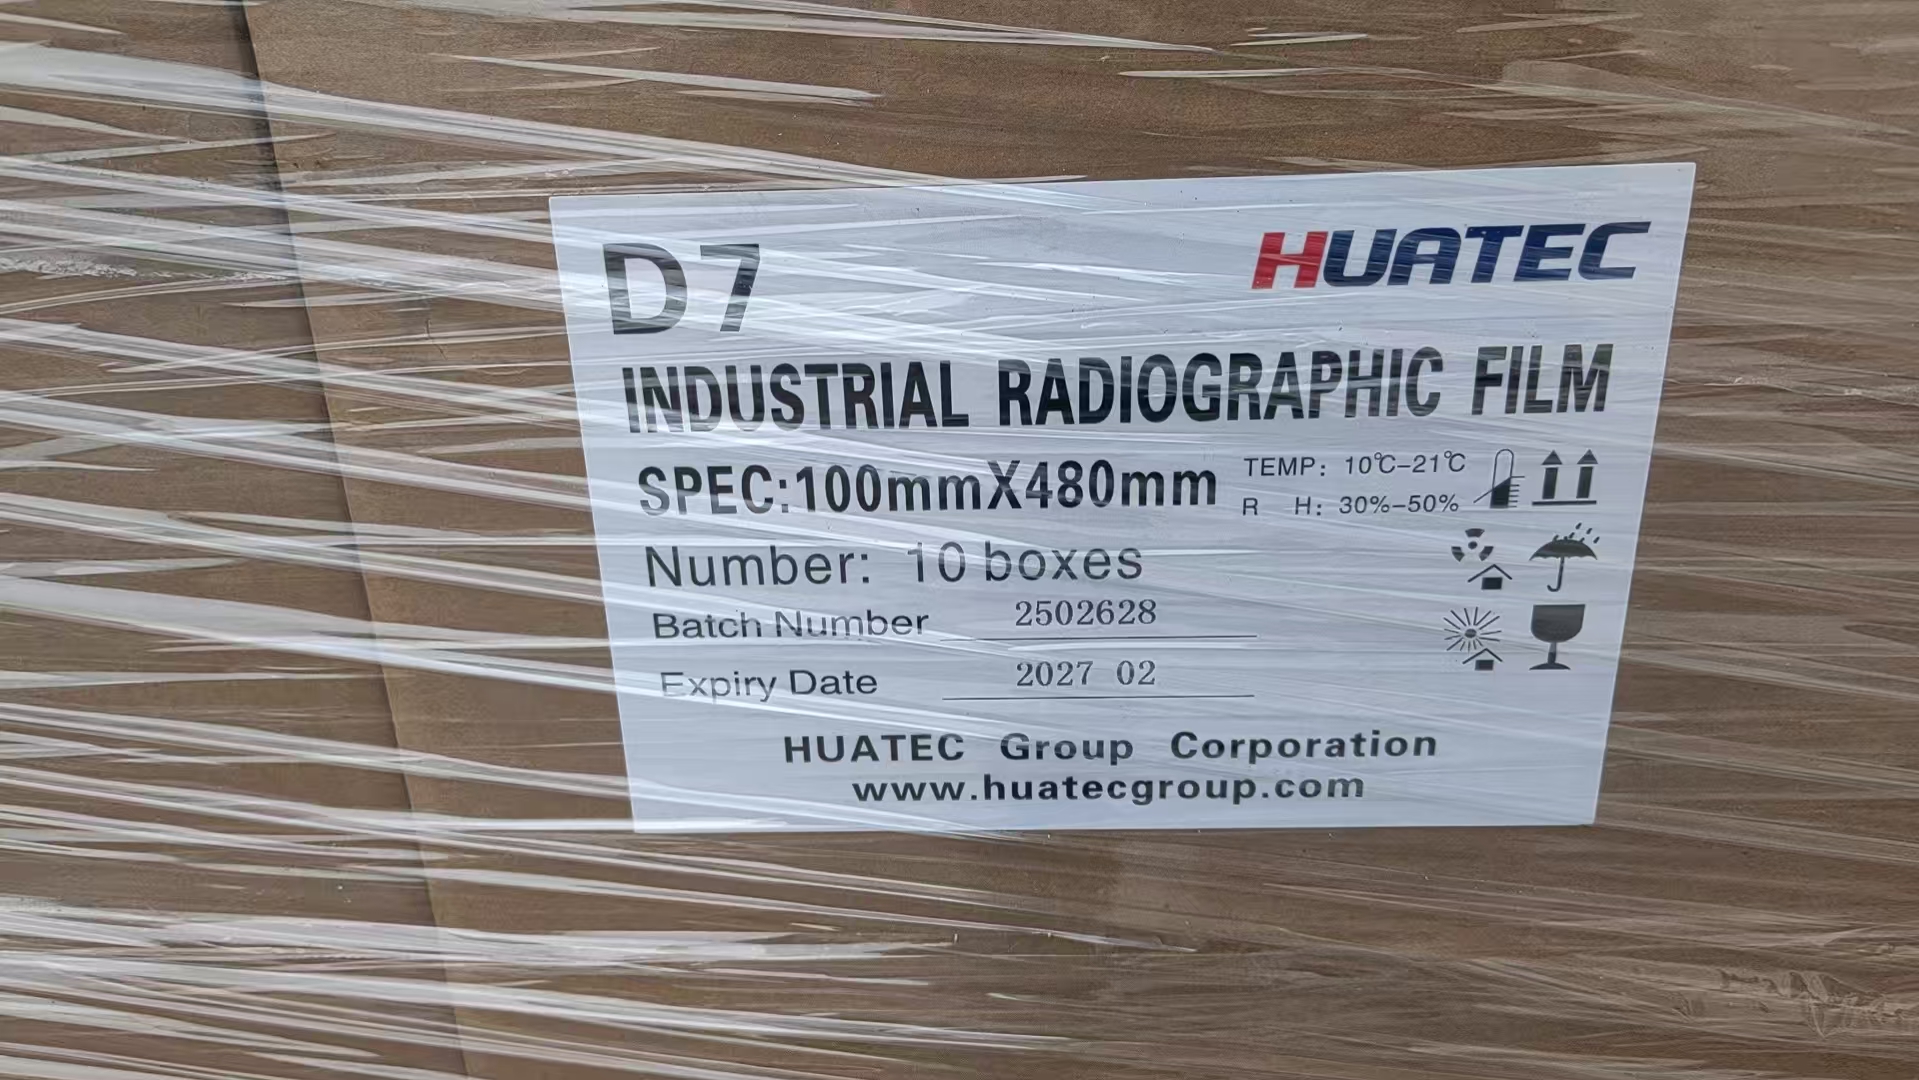 D7 HUATEC
INDUSTRIAL RADIOGRAPHIC FILM
SPEC:100mmX480mm
TEMP: 10℃-21℃
R H: 30%-50%
Number: 10 boxes
Batch Number 2502628
Expiry Date 2027 02
HUATEC Group Corporation
www.huatecgroup.com